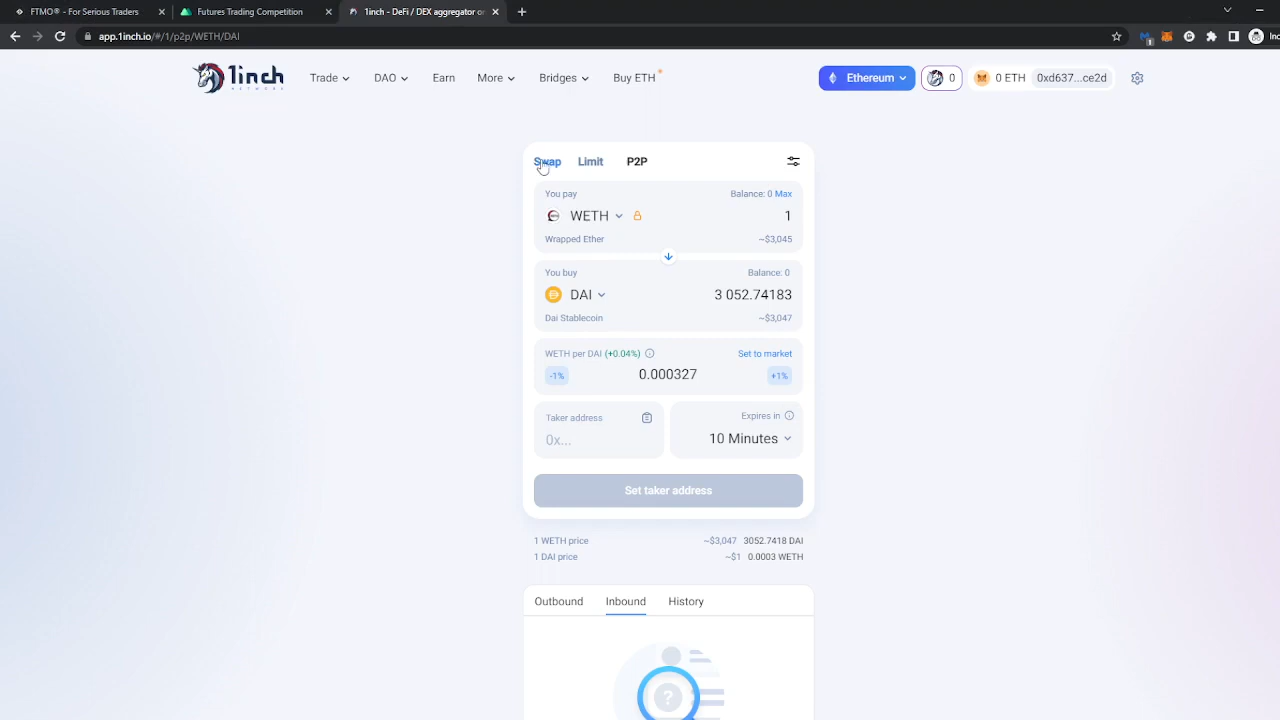 FTMO® - For Serious Traders
Futures Trading Competition
1inch - DeFi / DEX aggregator on
app.1inch.io/#/1/p2p/WETH/DAI
1inch
NETWORK
Trade
DAO
Earn
More
Bridges
Buy ETH
Ethereum
0
0 ETH
0xd637...ce2d
Swap
Limit
P2P
You pay
Balance: 0 Max
WETH
1
Wrapped Ether
~$3,045
You buy
Balance: 0
DAI
3 052.74183
Dai Stablecoin
~$3,047
WETH per DAI (+0.04%)
Set to market
-1%
0.000327
+1%
Taker address
0x...
Expires in
10 Minutes
Set taker address
1 WETH price
~$3,047 3052.7418 DAI
1 DAI price
~$1 0.0003 WETH
Outbound
Inbound
History
?